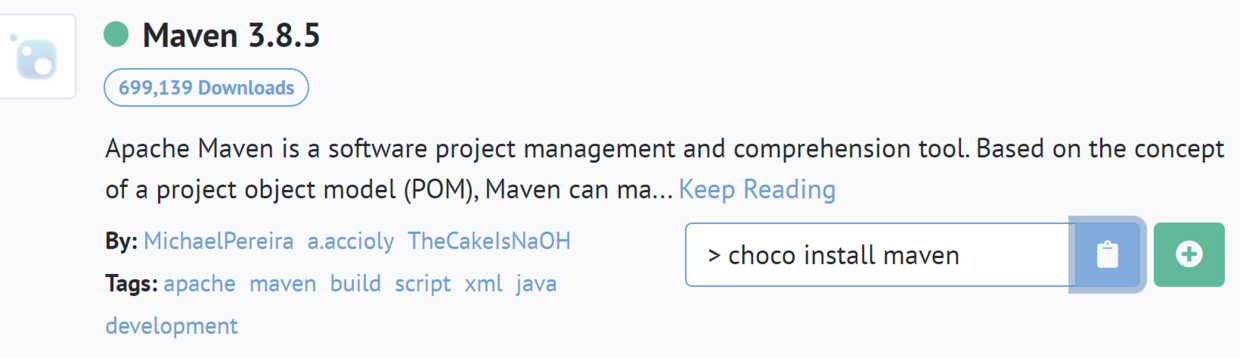 Maven 3.8.5
699,139 Downloads
Apache Maven is a software project management and comprehension tool. Based on the concept
of a project object model (POM), Maven can ma... Keep Reading
By: MichaelPereira a.accioly TheCakeIsNaOH
> choco install maven
Tags: apache maven build script xml java
development